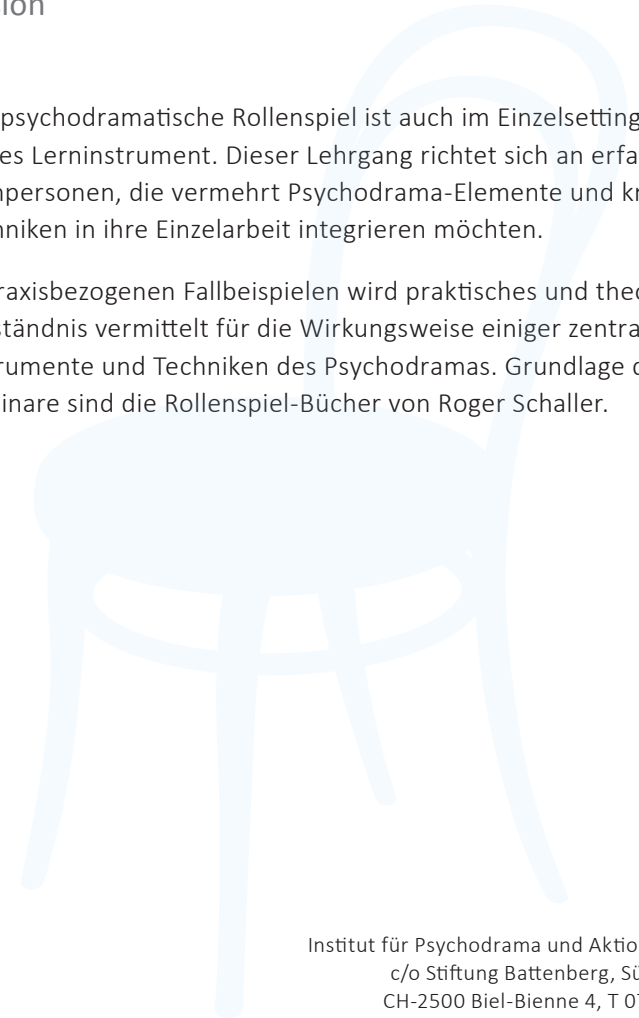 sion
psychodramatische Rollenspiel ist auch im Einzelsetting
es Lerninstrument. Dieser Lehrgang richtet sich an erfa
npersonen, die vermehrt Psychodrama-Elemente und kr
hniken in ihre Einzelarbeit integrieren möchten.
raxisbezogenen Fallbeispielen wird praktisches und theo
ständnis vermittelt für die Wirkungsweise einiger zentra
rumente und Techniken des Psychodramas. Grundlage d
inare sind die Rollenspiel-Bücher von Roger Schaller.
Institut für Psychodrama und Aktio
c/o Stiftung Battenberg, Sü
CH-2500 Biel-Bienne 4, T 07